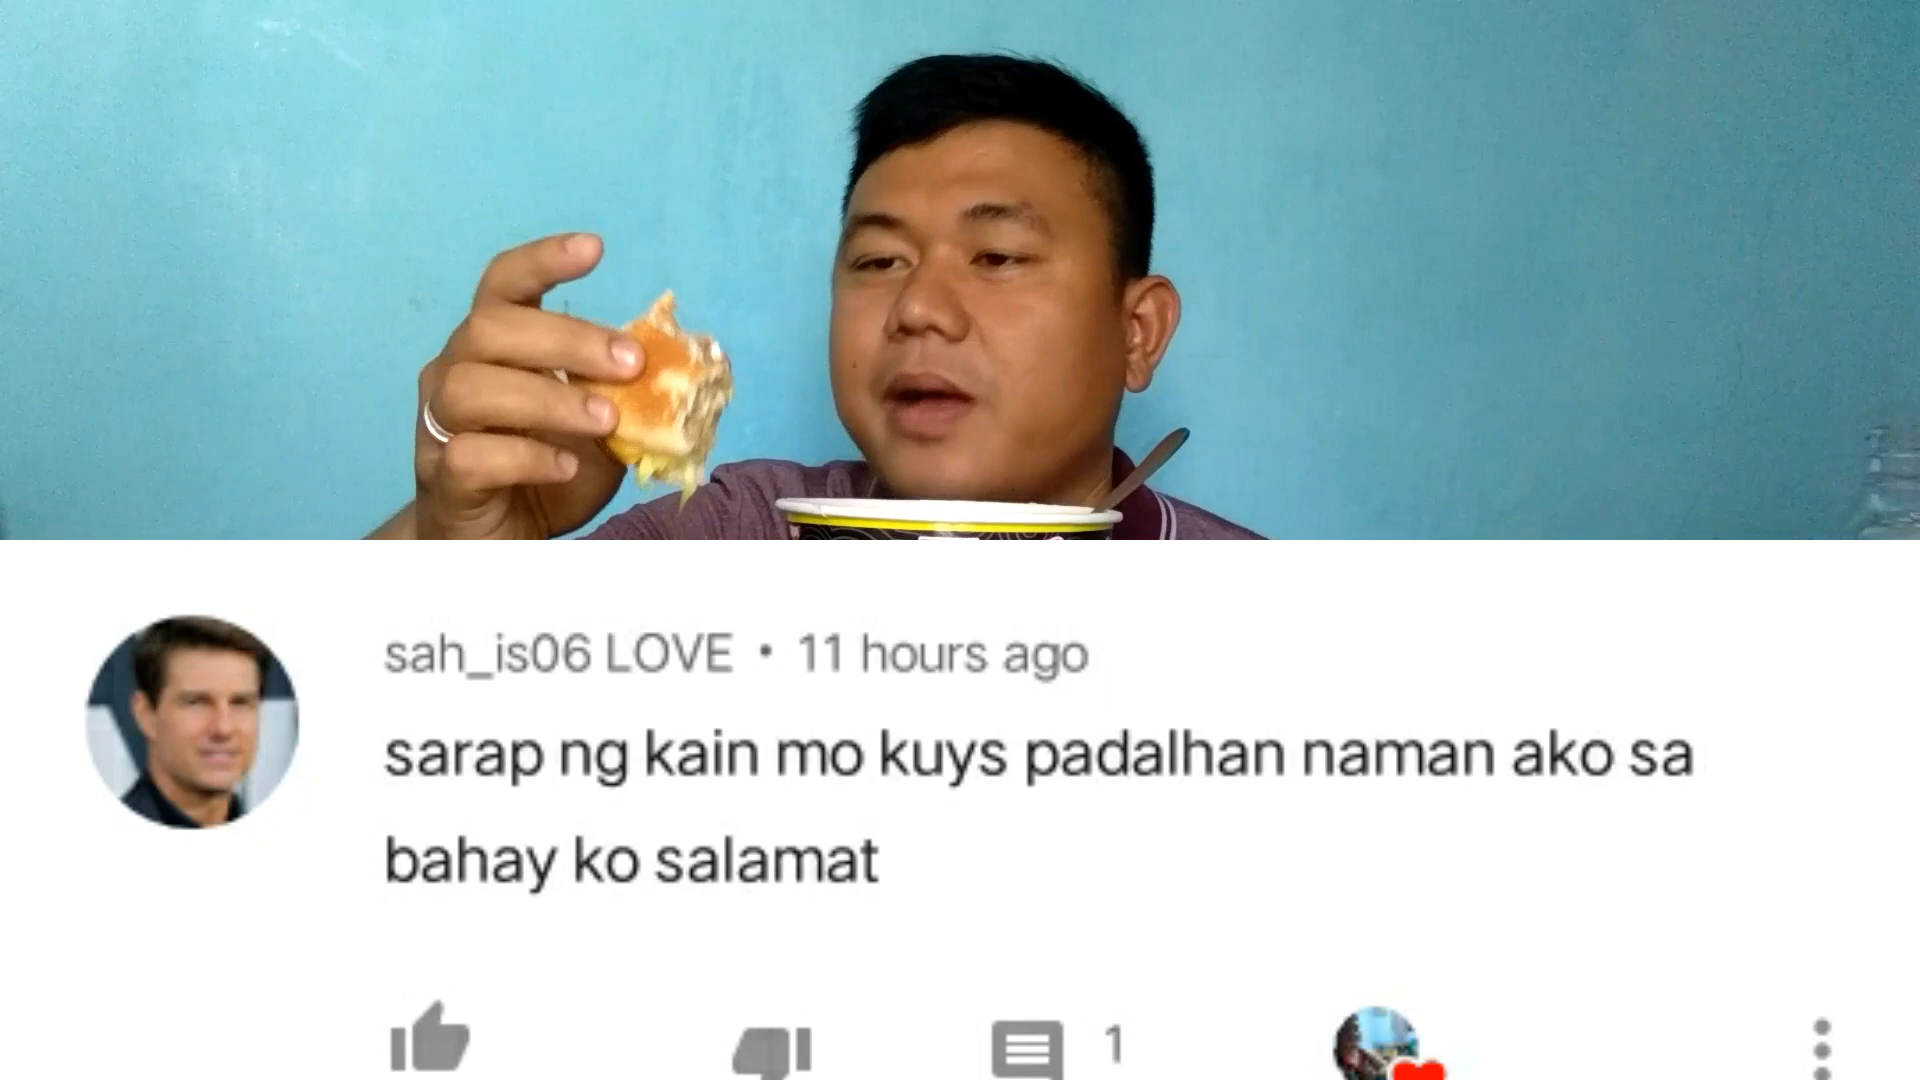 sah_is06 LOVE • 11 hours ago
sarap ng kain mo kuys padalhan naman ako sa
bahay ko salamat
1